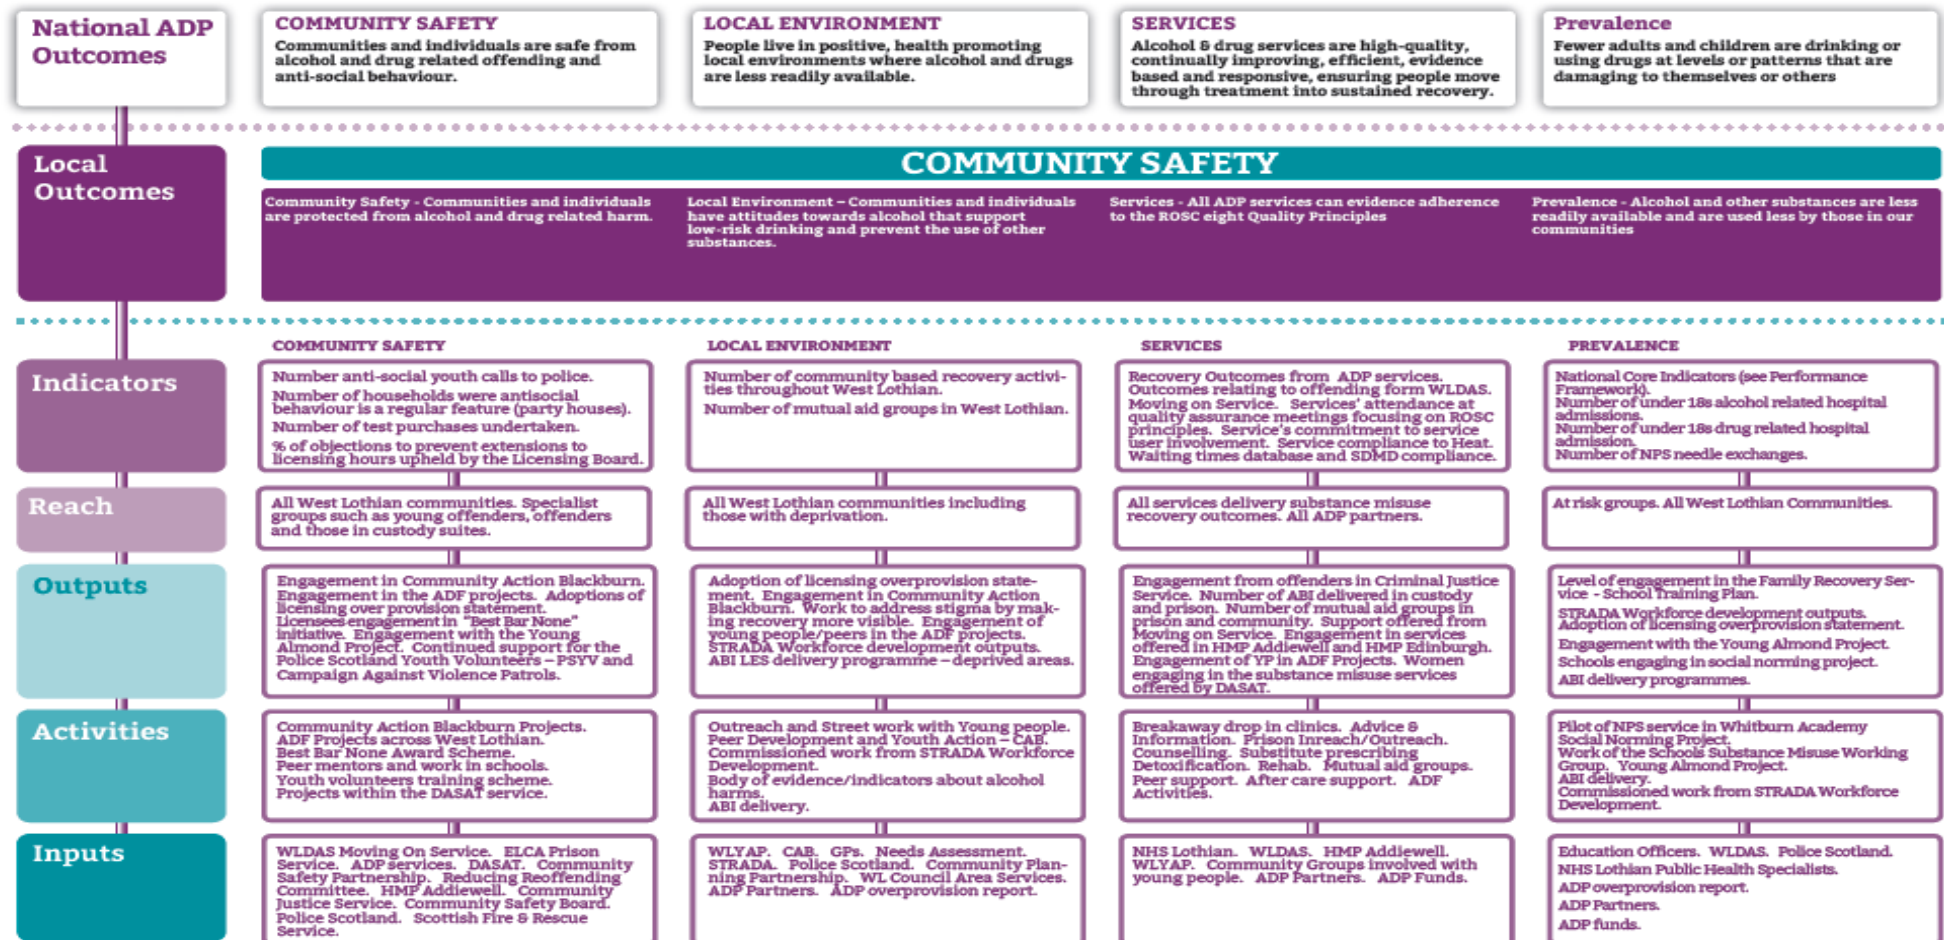 National ADP
Outcomes
COMMUNITY SAFETY
Communities and individuals are safe from
alcohol and drug related offending and
anti-social behaviour.
LOCAL ENVIRONMENT
People live in positive, health promoting
local environments where alcohol and drugs
are less readily available.
SERVICES
Alcohol & drug services are high-quality,
continually improving, efficient, evidence
based and responsive, ensuring people move
through treatment into sustained recovery.
Prevalence
Fewer adults and children are drinking or
using drugs at levels or patterns that are
damaging to themselves or others
Local
Outcomes
COMMUNITY SAFETY
Community Safety - Communities and individuals
are protected from alcohol and drug related harm.
Local Environment – Communities and individuals
have attitudes towards alcohol that support
low-risk drinking and prevent the use of other
substances.
Services - All ADP services can evidence adherence
to the ROSC eight Quality Principles
Prevalence - Alcohol and other substances are less
readily available and are used less by those in our
communities
COMMUNITY SAFETY
LOCAL ENVIRONMENT
SERVICES
PREVALENCE
Indicators
Number anti-social youth calls to police.
Number of households were antisocial
behaviour is a regular feature (party houses).
Number of test purchases undertaken.
% of objections to prevent extensions to
licensing hours upheld by the Licensing Board.
Number of community based recovery activi-
ties throughout West Lothian.
Number of mutual aid groups in West Lothian.
Recovery Outcomes from ADP services.
Outcomes relating to offending form WLDAS.
Moving on Service. Services' attendance at
quality assurance meetings focusing on ROSC
principles. Service's commitment to service
user involvement. Service compliance to Heat.
Waiting times database and SDMD compliance.
National Core Indicators (see Performance
Framework).
Number of under 18s alcohol related hospital
admissions.
Number of under 18s drug related hospital
admission.
Number of NPS needle exchanges.
Reach
All West Lothian communities. Specialist
groups such as young offenders, offenders
and those in custody suites.
All West Lothian communities including
those with deprivation.
All services delivery substance misuse
recovery outcomes. All ADP partners.
At risk groups. All West Lothian Communities.
Outputs
Engagement in Community Action Blackburn.
Engagement in the ADF projects. Adoptions of
licensing over provision statement.
Licensees engagement in "Best Bar None"
initiative. Engagement with the Young
Almond Project. Continued support for the
Police Scotland Youth Volunteers – PSYV and
Campaign Against Violence Patrols.
Adoption of licensing overprovision state-
ment. Engagement in Community Action
Blackburn. Work to address stigma by mak-
ing recovery more visible. Engagement of
young people/peers in the ADF projects.
STRADA Workforce development outputs.
ABI LES delivery programme – deprived areas.
Engagement from offenders in Criminal Justice
Service. Number of ABI delivered in custody
and prison. Number of mutual aid groups in
prison and community. Support offered from
Moving on Service. Engagement in services
offered in HMP Addiewell and HMP Edinburgh.
Engagement of YP in ADF Projects. Women
engaging in the substance misuse services
offered by DASAT.
Level of engagement in the Family Recovery Ser-
vice - School Training Plan.
STRADA Workforce development outputs.
Adoption of licensing overprovision statement.
Engagement with the Young Almond Project.
Schools engaging in social norming project.
ABI delivery programmes.
Activities
Community Action Blackburn Projects.
ADF Projects across West Lothian.
Best Bar None Award Scheme.
Peer mentors and work in schools.
Youth volunteers training scheme.
Projects within the DASAT service.
Outreach and Street work with Young people.
Peer Development and Youth Action – CAB.
Commissioned work from STRADA Workforce
Development.
Body of evidence/indicators about alcohol
harms.
ABI delivery.
Breakaway drop in clinics. Advice &
Information. Prison Inreach/Outreach.
Counselling. Substitute prescribing
Detoxification. Rehab. Mutual aid groups.
Peer support. After care support. ADF
Activities.
Pilot of NPS service in Whitburn Academy
Social Norming Project.
Work of the Schools Substance Misuse Working
Group. Young Almond Project.
ABI delivery.
Commissioned work from STRADA Workforce
Development.
Inputs
WLDAS Moving On Service. ELCA Prison
Service. ADP services. DASAT. Community
Safety Partnership. Reducing Reoffending
Committee. HMP Addiewell. Community
Justice Service. Community Safety Board.
Police Scotland. Scottish Fire & Rescue
Service.
WLYAP. CAB. GPs. Needs Assessment.
STRADA. Police Scotland. Community Plan-
ning Partnership. WL Council Area Services.
ADP Partners. ADP overprovision report.
NHS Lothian. WLDAS. HMP Addiewell.
WLYAP. Community Groups involved with
young people. ADP Partners. ADP Funds.
Education Officers. WLDAS. Police Scotland.
NHS Lothian Public Health Specialists.
ADP overprovision report.
ADP Partners.
ADP funds.